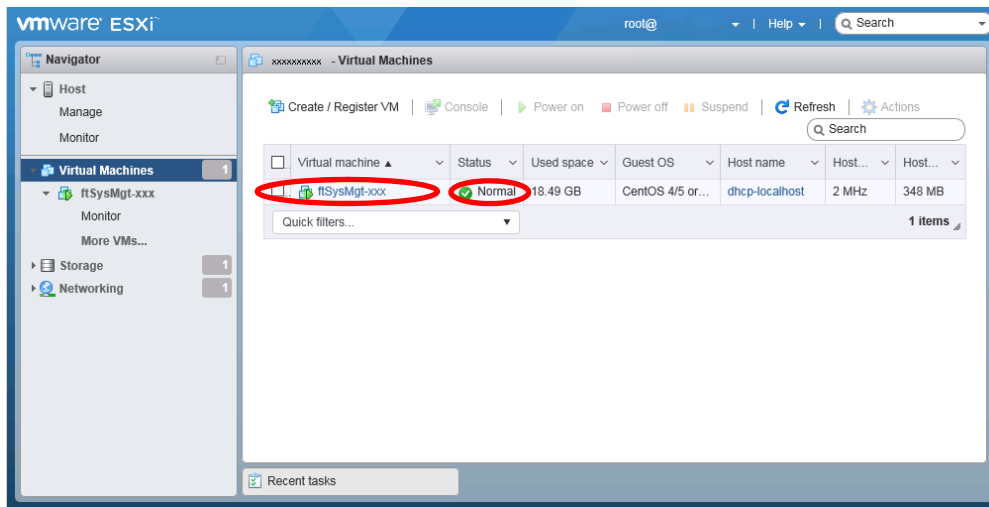 vmware ESXi™
root@ | Help | Search
Navigator
Host
Manage
Monitor
Virtual Machines 1
ftSysMgt-xxx
Monitor
More VMs...
Storage 1
Networking 1
xxxxxxxxxx - Virtual Machines
Create / Register VM | Console | Power on Power off Suspend | Refresh | Actions
Search
Virtual machine Status Used space Guest OS Host name Host... Host...
ftSysMgt-xxx Normal 18.49 GB CentOS 4/5 or... dhcp-localhost 2 MHz 348 MB
Quick filters... 1 items
Recent tasks